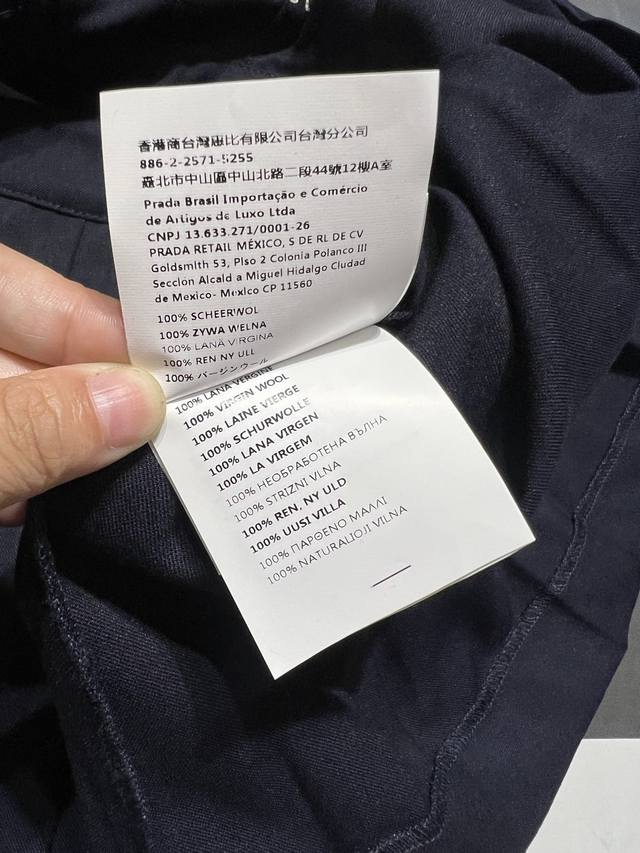 香港商台灣惠比有限公司台灣分公司
886-2-2571-5255
臺北市中山區中山北路二段44號12樓A室
Prada Brasil Importação e Comércio
de Artigos de Luxo Ltda
CNPJ 13.633.271/0001-26
PRADA RETAIL MÉXICO, S DE RL DE CV
Goldsmith 53, Piso 2 Colonia Polanco III
Seccion Alcald a Miguel Hidalgo Ciudad
de Mexico- Mexico CP 11560
100% SCHEERWOL
100% ZYWA WELNA
100% LANĂ VIRGINA
100% REN NY ULL
100% バージンウール
100% LANA VERGINE
100% VIRGIN WOOL
100% LAINE VIERGE
100% SCHURWOLLE
100% LANA VIRGEN
100% LA VIRGEM
100% НЕОБРАБОТЕНА ВЪЛНА
100% STRIZNI VLNA
100% REN. NY ULD
100% UUSI VILLA
100% ΠΑΡΘΕΝΟ ΜΑΛΛΙ
100% NATURALIOJI VILNA